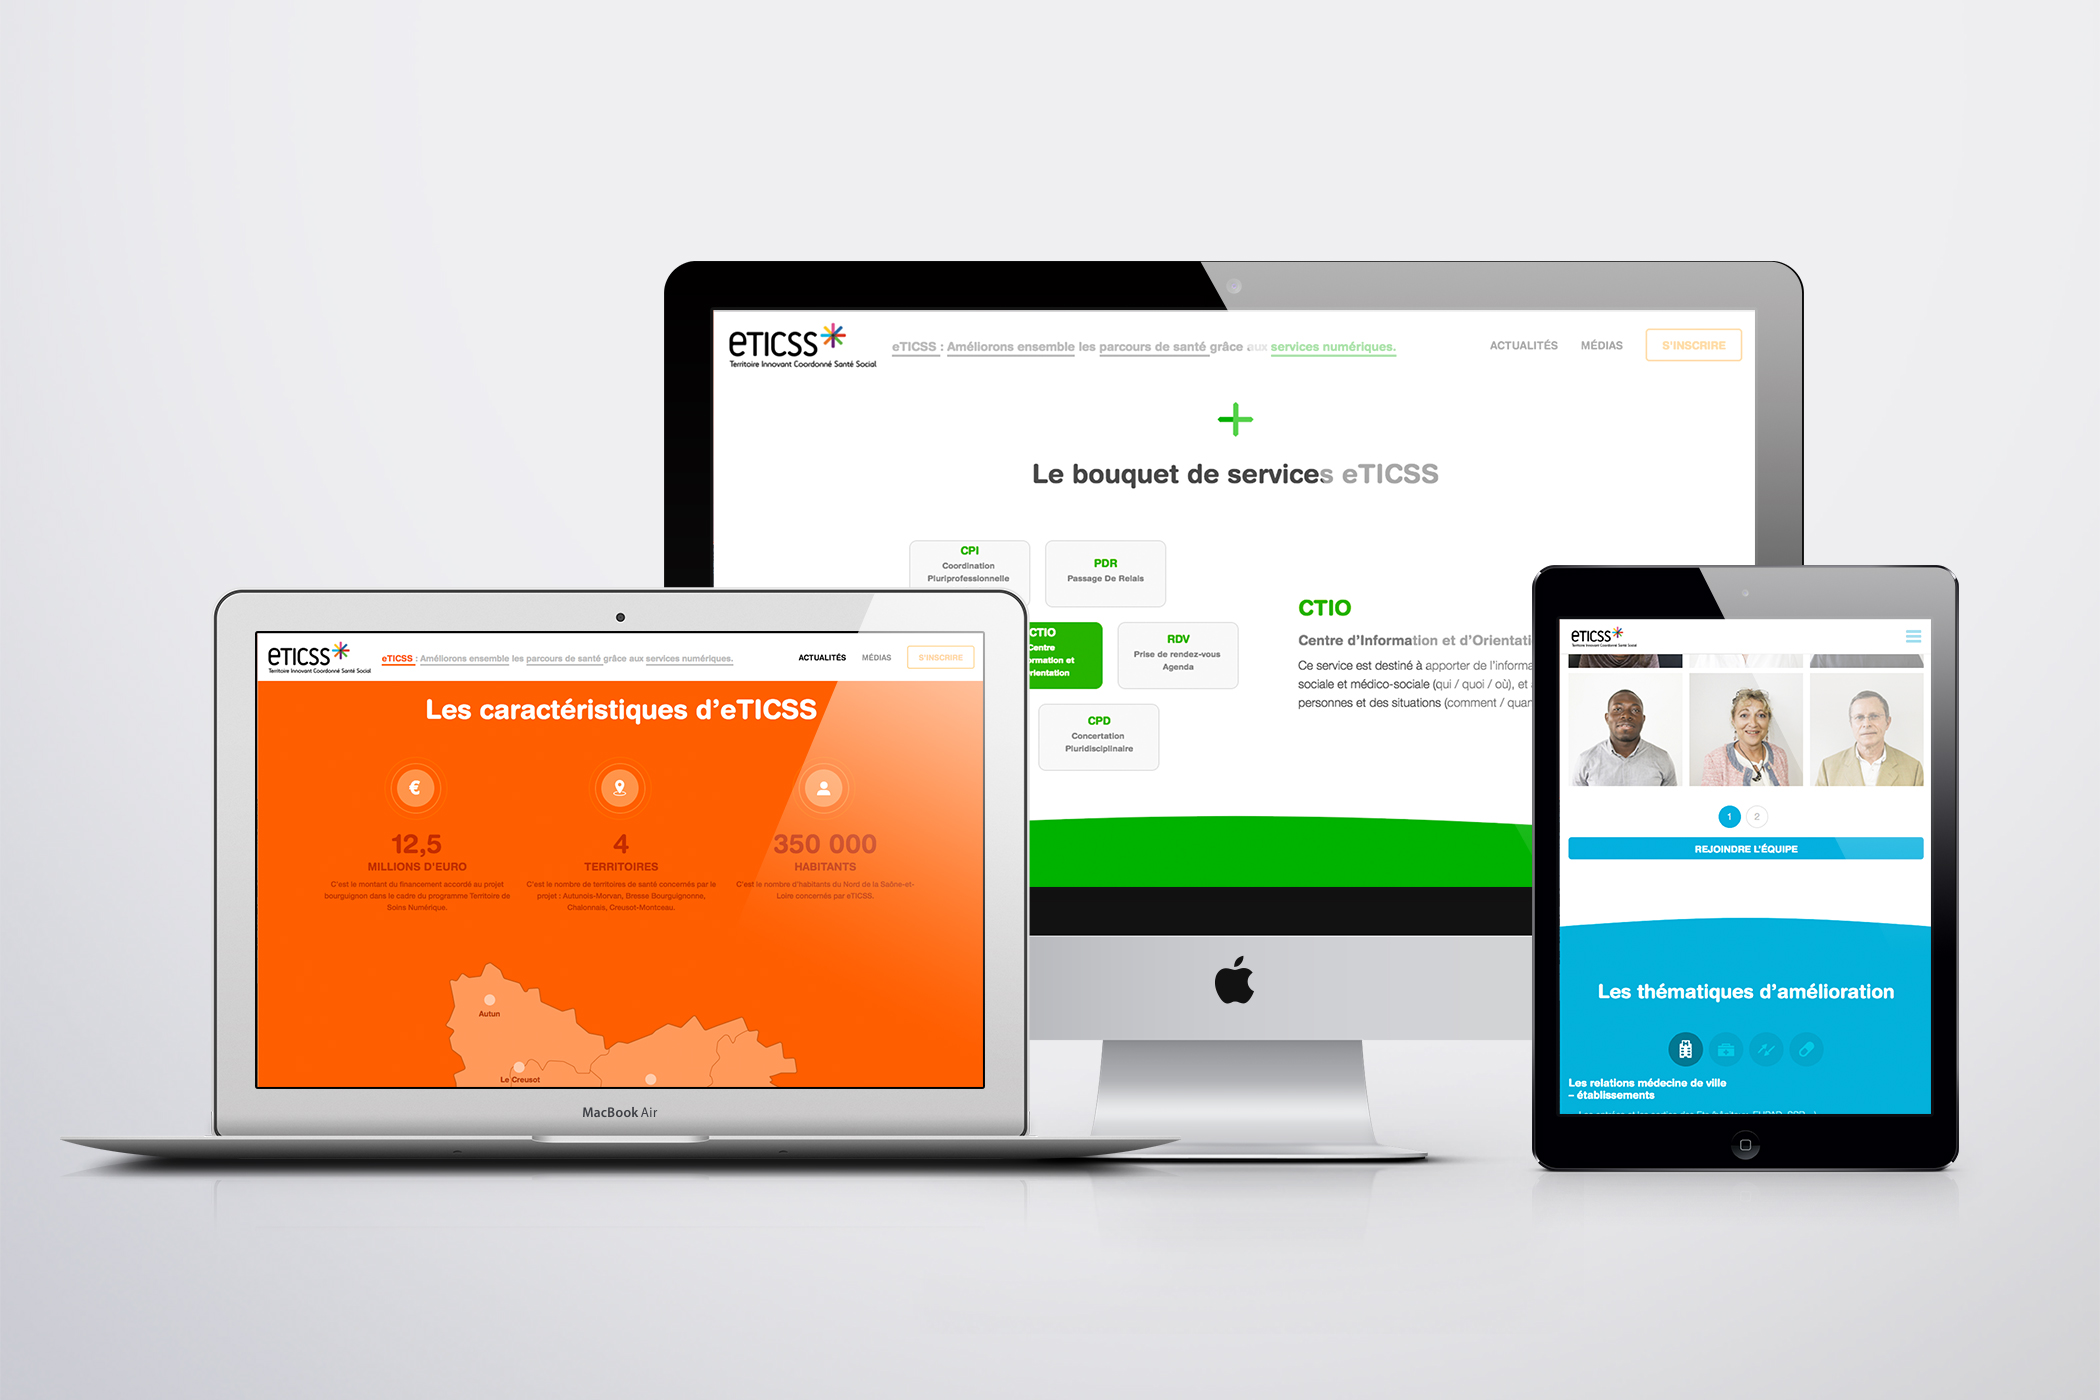 eTICSS
Territoire Innovant Coordonné Santé Social
eTICSS : Améliorons ensemble les parcours de santé grâce aux services numériques.
ACTUALITÉS
MÉDIAS
S'INSCRIRE
Le bouquet de services eTICSS
CPI
Coordination
Pluriprofessionnelle
PDR
Passage De Relais
CTIO
Centre
ormation et
rientation
RDV
Prise de rendez-vous
Agenda
CPD
Concertation
Pluridisciplinaire
CTIO
Centre d'Information et d'Orientati
Ce service est destiné à apporter de l'informa
sociale et médico-sociale (qui / quoi / où), et
personnes et des situations (comment / quan
eTICSS
Territoire Innovant Coordonné Santé Social
eTICSS : Améliorons ensemble les parcours de santé grâce aux services numériques.
ACTUALITÉS
MÉDIAS
S'INSCRIRE
Les caractéristiques d'eTICSS
€
12,5
MILLIONS D'EURO
C'est le montant du financement accordé au projet
bourguignon dans le cadre du programme Territoire de
Soins Numérique.
4
TERRITOIRES
C'est le nombre de territoires de santé concernés par le
projet : Autunois-Morvan, Bresse Bourguignonne,
Chalonnais, Creusot-Montceau.
350 000
HABITANTS
C'est le nombre d'habitants du Nord de la Saône-et-
Loire concernés par eTICSS.
Autun
Le Creusot
MacBook Air
eTICSS
Territoire Innovant Coordonné Santé Social
1
2
REJOINDRE L'ÉQUIPE
Les thématiques d'amélioration
Les relations médecine de ville
– établissements